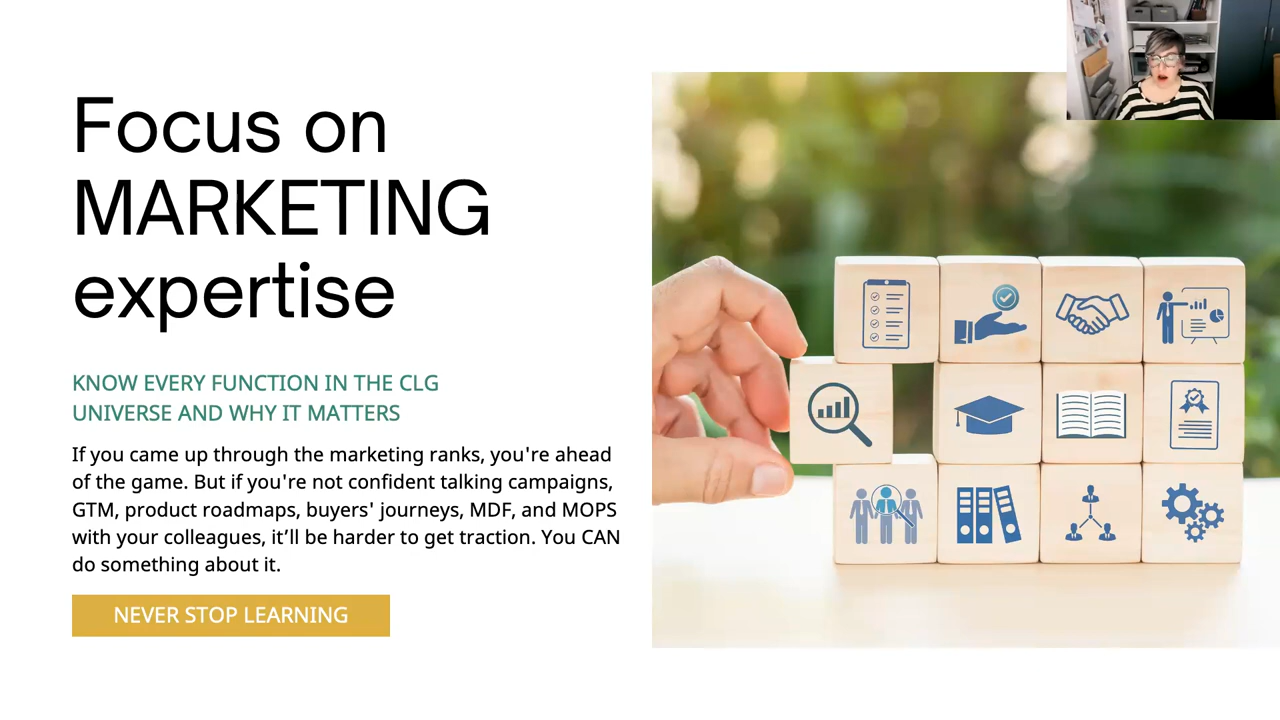 Focus on
MARKETING
expertise
KNOW EVERY FUNCTION IN THE CLG
UNIVERSE AND WHY IT MATTERS
If you came up through the marketing ranks, you're ahead
of the game. But if you're not confident talking campaigns,
GTM, product roadmaps, buyers' journeys, MDF, and MOPS
with your colleagues, it’ll be harder to get traction. You CAN
do something about it.
NEVER STOP LEARNING